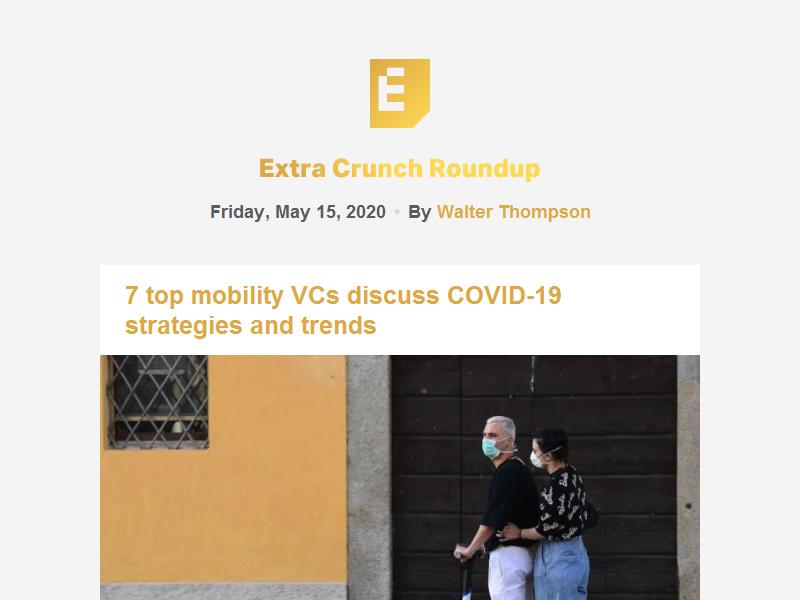 E
Extra Crunch Roundup
Friday, May 15, 2020 • By Walter Thompson
7 top mobility VCs discuss COVID-19
strategies and trends